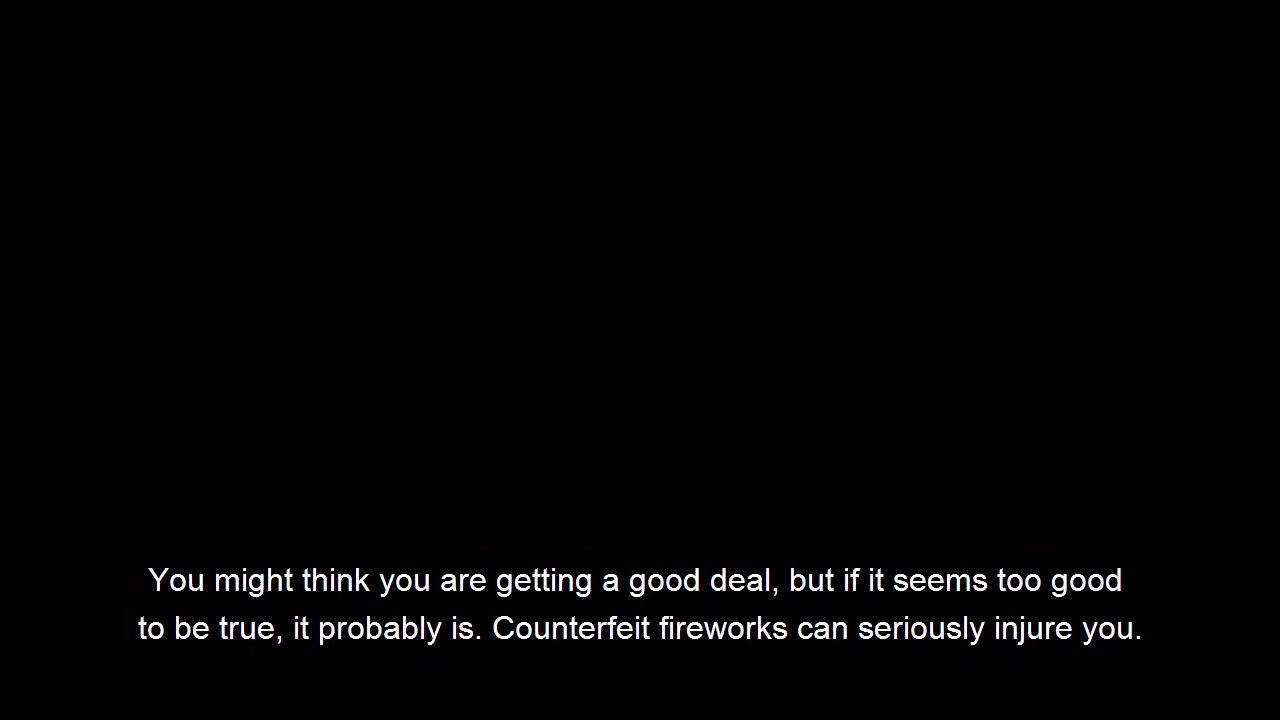 You might think you are getting a good deal, but if it seems too good
to be true, it probably is. Counterfeit fireworks can seriously injure you.